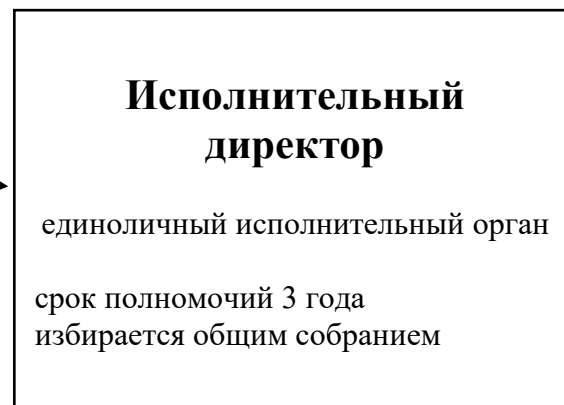 Исполнительный
директор
единоличный исполнительный орган
срок полномочий 3 года
избирается общим собранием